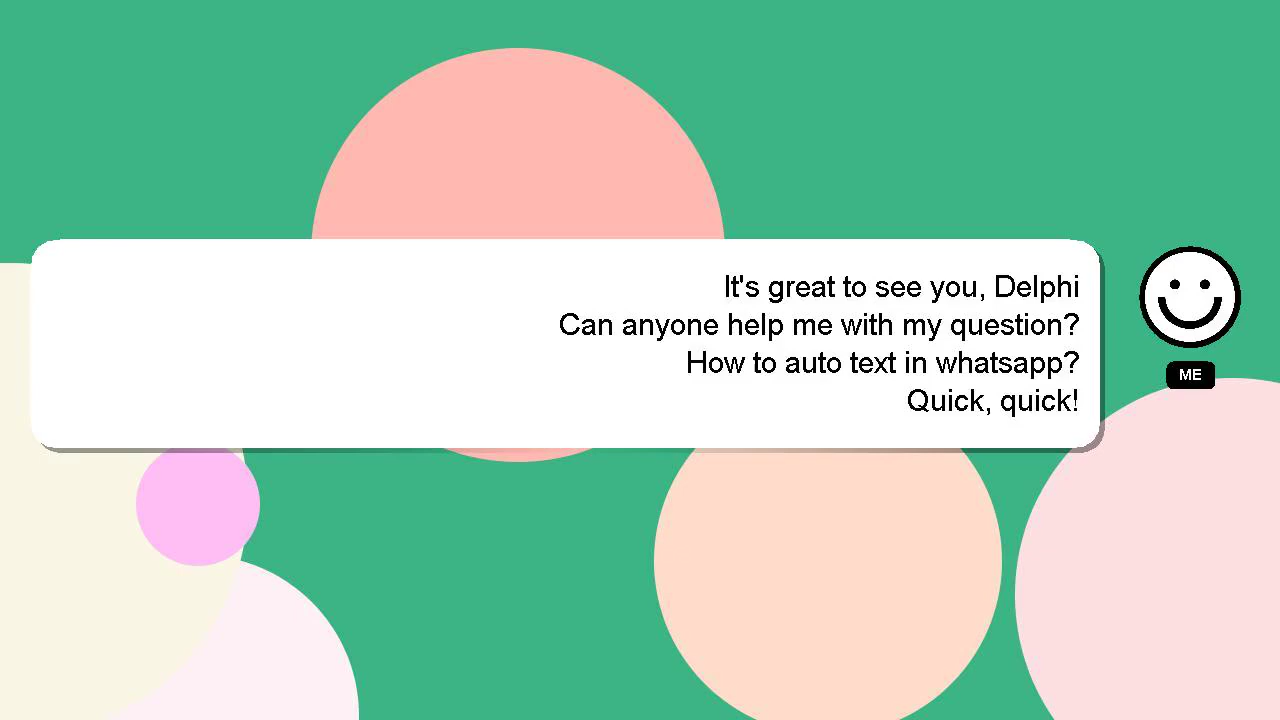 It's great to see you, Delphi
Can anyone help me with my question?
How to auto text in whatsapp?
Quick, quick!
ME